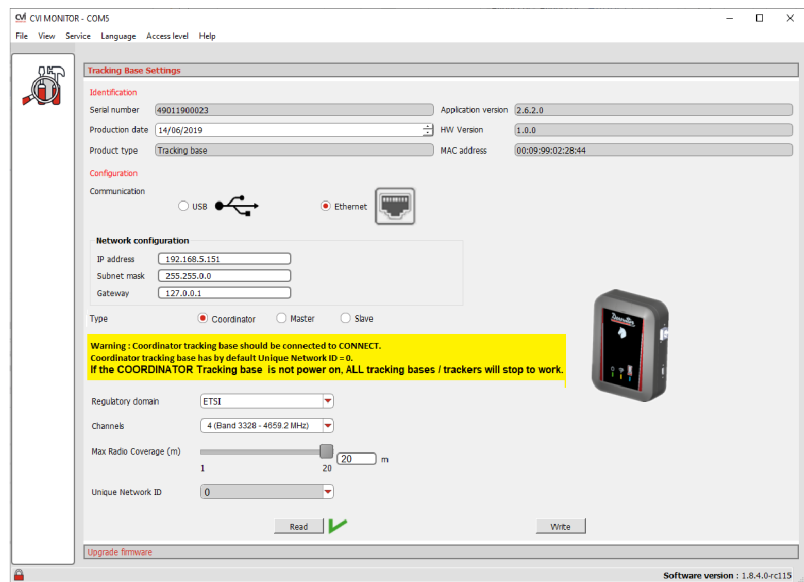 CVI MONITOR - COM5
File View Service Language Access level Help
Tracking Base Settings
Identification
Serial number 49011900023 Application version 2.6.2.0
Production date 14/06/2019 HW Version 1.0.0
Product type Tracking base MAC address 00:09:99:02:28:44
Configuration
Communication
USB Ethernet
Network configuration
IP address 192.168.5.151
Subnet mask 255.255.0.0
Gateway 127.0.0.1
Type Coordinator Master Slave
Warning : Coordinator tracking base should be connected to CONNECT.
Coordinator tracking base has by default Unique Network ID = 0.
If the COORDINATOR Tracking base is not power on, ALL tracking bases / trackers will stop to work.
Regulatory domain ETSI
Channels 4 (Band 3328 - 4659.2 MHz)
Max Radio Coverage (m) 20 m
1 20
Unique Network ID 0
Read Write
Upgrade firmware
Software version : 1.8.4.0-rc115